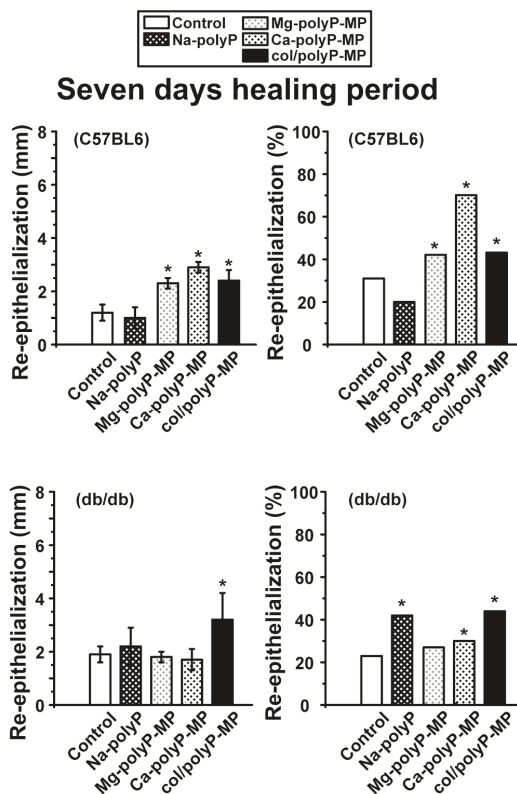 Control
Na-polyP
Mg-polyP-MP
Ca-polyP-MP
col/polyP-MP
Seven days healing period
(C57BL6)
Re-epithelialization (mm)
8
6
4
2
0
*
*
*
Control
Na-polyP
Mg-polyP-MP
Ca-polyP-MP
col/polyP-MP
(C57BL6)
Re-epithelialization (%)
100
80
60
40
20
0
*
*
*
Control
Na-polyP
Mg-polyP-MP
Ca-polyP-MP
col/polyP-MP
(db/db)
Re-epithelialization (mm)
8
6
4
2
0
*
Control
Na-polyP
Mg-polyP-MP
Ca-polyP-MP
col/polyP-MP
(db/db)
Re-epithelialization (%)
100
80
60
40
20
0
*
*
*
Control
Na-polyP
Mg-polyP-MP
Ca-polyP-MP
col/polyP-MP